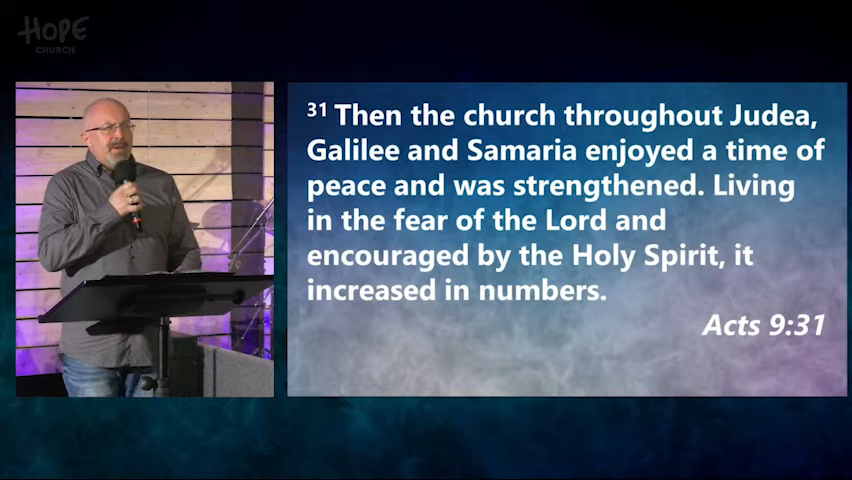 HOPE
CHURCH
31 Then the church throughout Judea,
Galilee and Samaria enjoyed a time of
peace and was strengthened. Living
in the fear of the Lord and
encouraged by the Holy Spirit, it
increased in numbers.
Acts 9:31